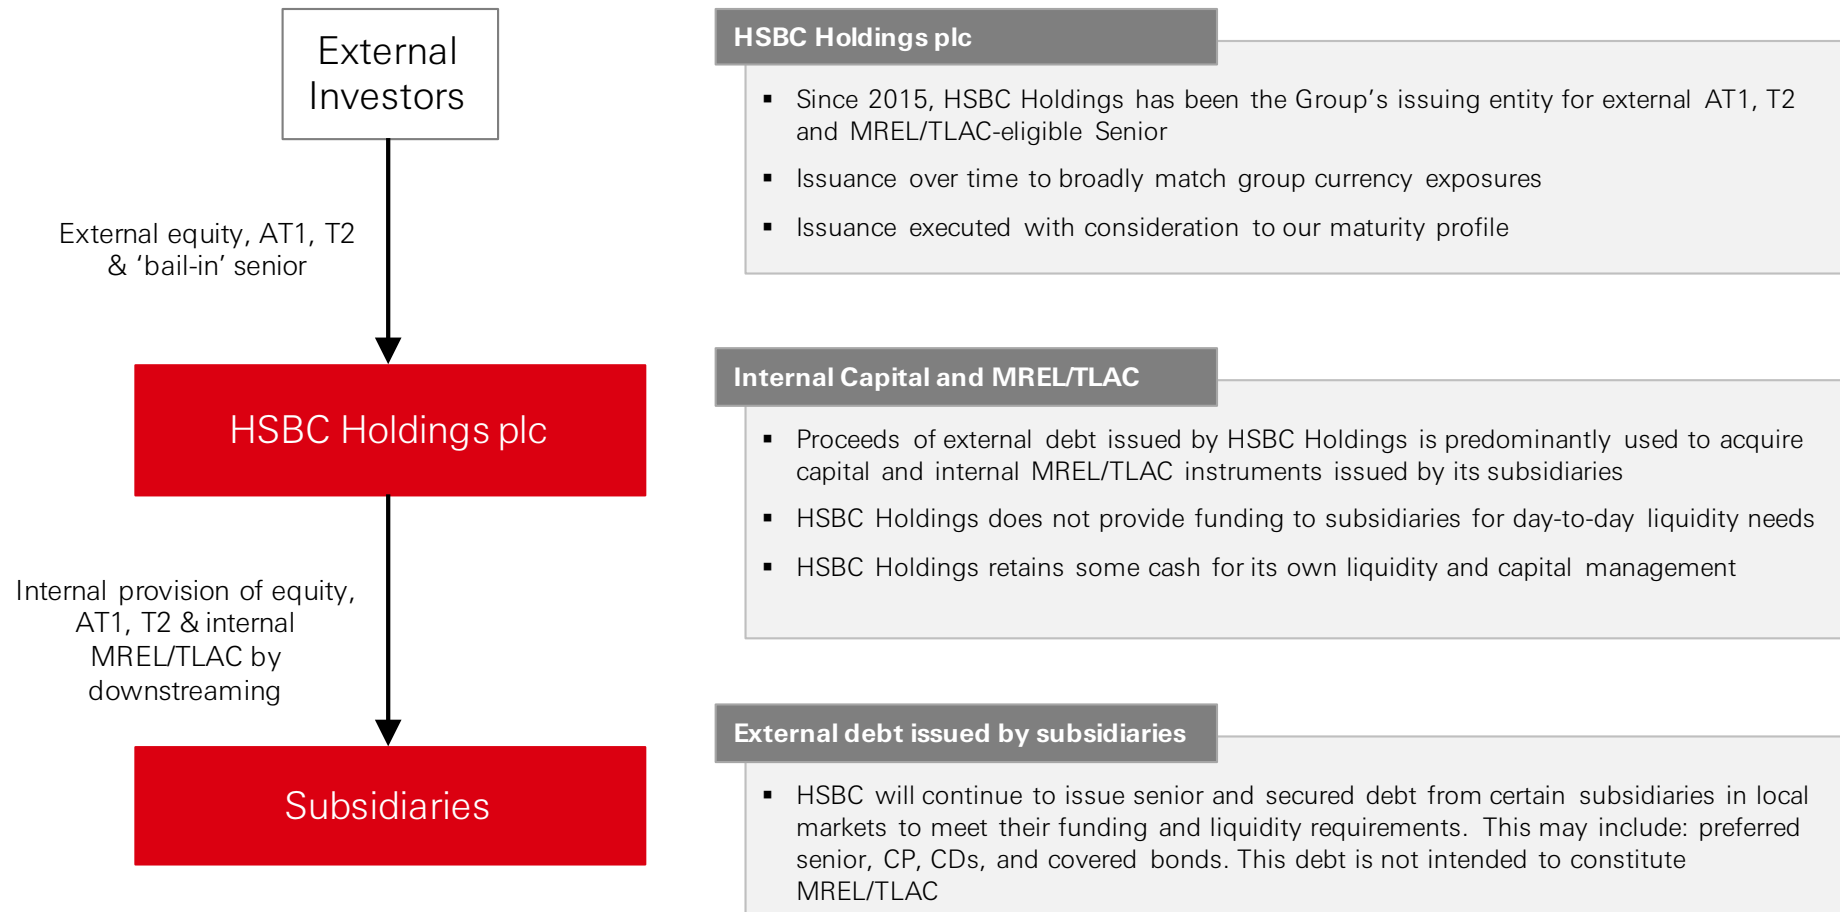 External
Investors
External equity, AT1, T2
& ‘bail-in’ senior
HSBC Holdings plc
Internal provision of equity,
AT1, T2 & internal
MREL/TLAC by
downstreaming
Subsidiaries
HSBC Holdings plc
▪ Since 2015, HSBC Holdings has been the Group’s issuing entity for external AT1, T2
and MREL/TLAC-eligible Senior
▪ Issuance over time to broadly match group currency exposures
▪ Issuance executed with consideration to our maturity profile
Internal Capital and MREL/TLAC
▪ Proceeds of external debt issued by HSBC Holdings is predominantly used to acquire
capital and internal MREL/TLAC instruments issued by its subsidiaries
▪ HSBC Holdings does not provide funding to subsidiaries for day-to-day liquidity needs
▪ HSBC Holdings retains some cash for its own liquidity and capital management
External debt issued by subsidiaries
▪ HSBC will continue to issue senior and secured debt from certain subsidiaries in local
markets to meet their funding and liquidity requirements. This may include: preferred
senior, CP, CDs, and covered bonds. This debt is not intended to constitute
MREL/TLAC